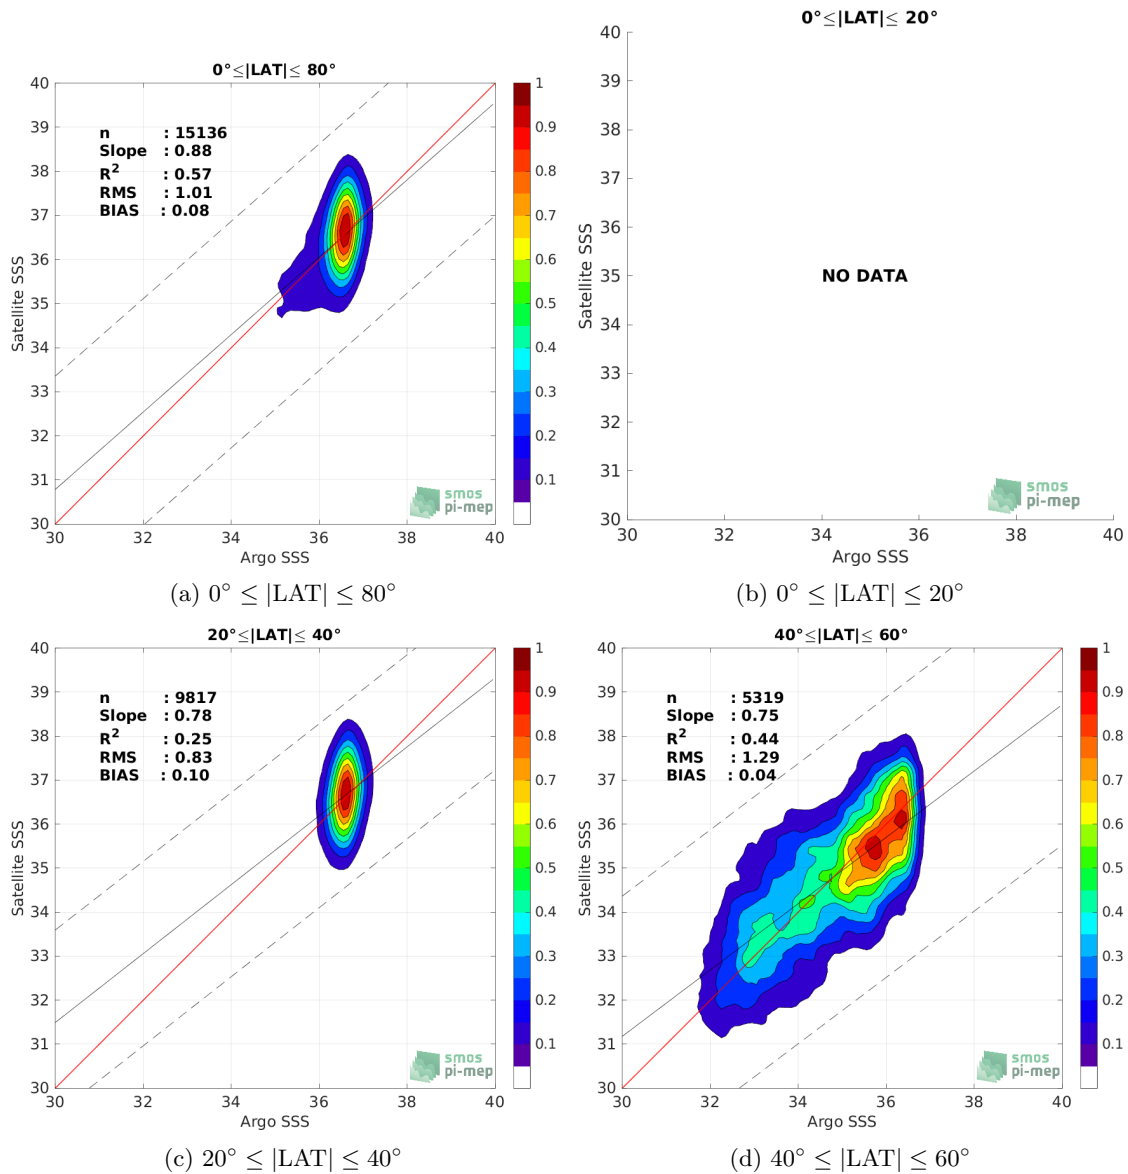 0°≤|LAT|≤ 80°
40
39
38
37
36
35
34
33
32
31
30
Satellite SSS
n : 15136
Slope : 0.88
R² : 0.57
RMS : 1.01
BIAS : 0.08
smos
pi-mep
30 32 34 36 38 40
Argo SSS
1
0.9
0.8
0.7
0.6
0.5
0.4
0.3
0.2
0.1
(a) 0° ≤ |LAT| ≤ 80°
0°≤|LAT|≤ 20°
40
39
38
37
36
35
34
33
32
31
30
Satellite SSS
NO DATA
smos
pi-mep
30 32 34 36 38 40
Argo SSS
(b) 0° ≤ |LAT| ≤ 20°
20°≤|LAT|≤ 40°
40
39
38
37
36
35
34
33
32
31
30
Satellite SSS
n : 9817
Slope : 0.78
R² : 0.25
RMS : 0.83
BIAS : 0.10
smos
pi-mep
30 32 34 36 38 40
Argo SSS
1
0.9
0.8
0.7
0.6
0.5
0.4
0.3
0.2
0.1
(c) 20° ≤ |LAT| ≤ 40°
40°≤|LAT|≤ 60°
40
39
38
37
36
35
34
33
32
31
30
Satellite SSS
n : 5319
Slope : 0.75
R² : 0.44
RMS : 1.29
BIAS : 0.04
smos
pi-mep
30 32 34 36 38 40
Argo SSS
1
0.9
0.8
0.7
0.6
0.5
0.4
0.3
0.2
0.1
(d) 40° ≤ |LAT| ≤ 60°